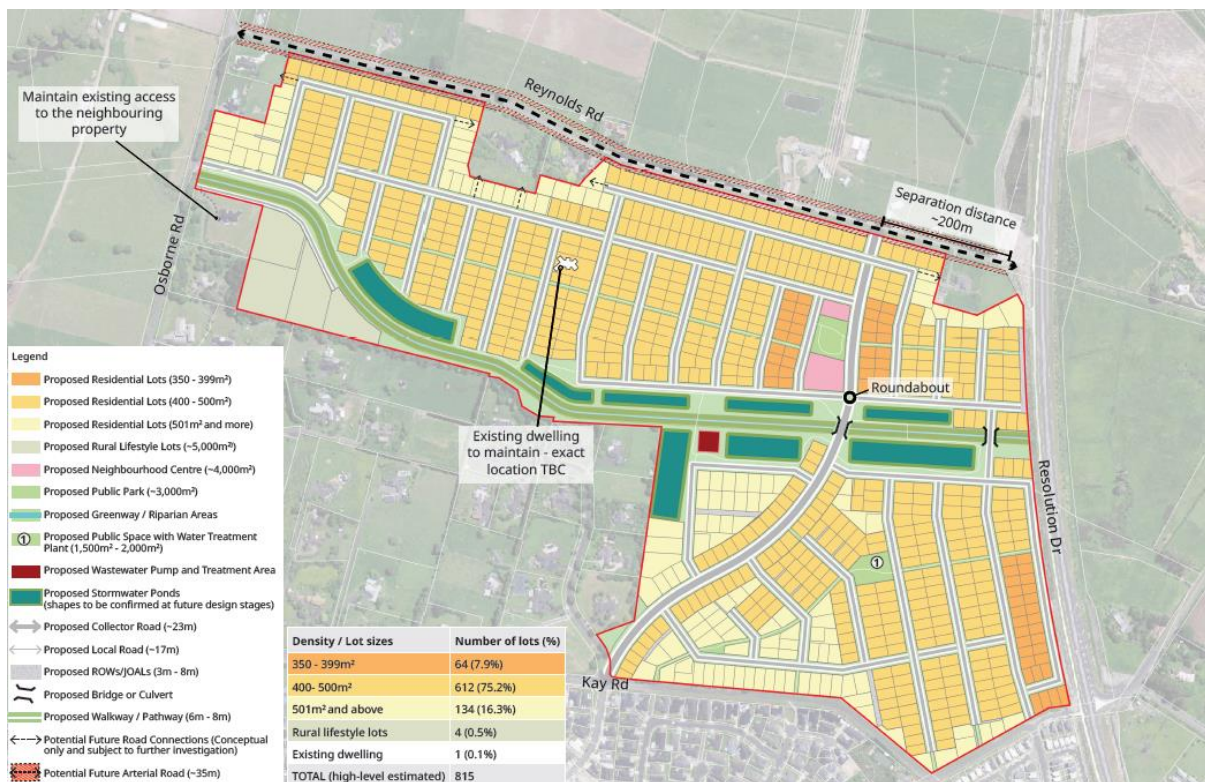 Reynolds Rd
Maintain existing access
to the neighbouring
property
Separation distance
~200m
Osborne Rd
Roundabout
Existing dwelling
to maintain - exact
location TBC
Resolution Dr
①
Kay Rd
Legend
Proposed Residential Lots (350 - 399m²)
Proposed Residential Lots (400 - 500m²)
Proposed Residential Lots (501m² and more)
Proposed Rural Lifestyle Lots (~5,000m²)
Proposed Neighbourhood Centre (~4,000m²)
Proposed Public Park (~3,000m²)
Proposed Greenway / Riparian Areas
① Proposed Public Space with Water Treatment
Plant (1,500m² - 2,000m²)
Proposed Wastewater Pump and Treatment Area
Proposed Stormwater Ponds
(shapes to be confirmed at future design stages)
Proposed Collector Road (~23m)
Proposed Local Road (~17m)
Proposed ROWs/JOALs (3m - 8m)
Proposed Bridge or Culvert
Proposed Walkway / Pathway (6m - 8m)
Potential Future Road Connections (Conceptual
only and subject to further investigation)
Potential Future Arterial Road (~35m)
Density / Lot sizes Number of lots (%)
350 - 399m² 64 (7.9%)
400- 500m² 612 (75.2%)
501m² and above 134 (16.3%)
Rural lifestyle lots 4 (0.5%)
Existing dwelling 1 (0.1%)
TOTAL (high-level estimated) 815